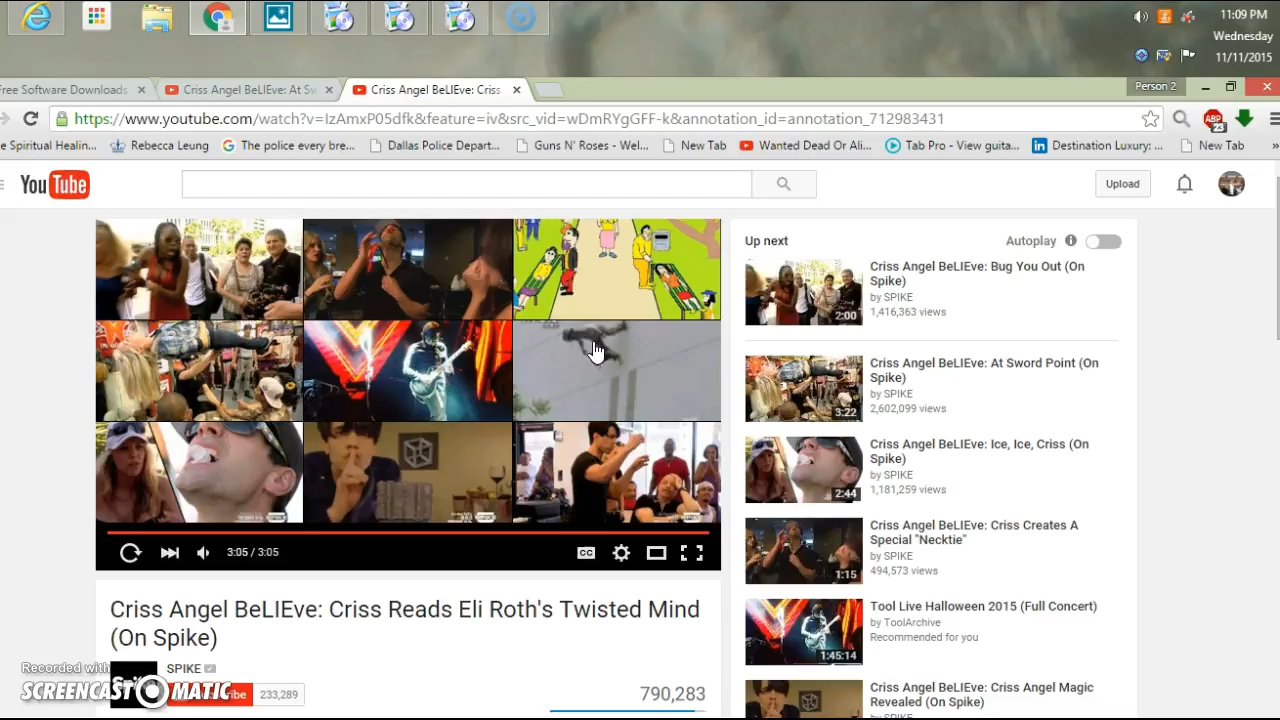 11:09 PM
Wednesday
11/11/2015
Free Software Downloads
Criss Angel BeLIEve: At Sw
Criss Angel BeLIEve: Criss
Person 2
https://www.youtube.com/watch?v=IzAmxP05dfk&feature=iv&src_vid=wDmRYgGFF-k&annotation_id=annotation_712983431
ABP
23
e Spiritual Healin...
Rebecca Leung
The police every bre...
Dallas Police Depart...
Guns N' Roses - Wel...
New Tab
Wanted Dead Or Ali...
Tab Pro - View guita...
Destination Luxury: ...
New Tab
YouTube
Upload
Up next
Autoplay
Criss Angel BeLIEve: Bug You Out (On
Spike)
by SPIKE
1,416,363 views
2:00
Criss Angel BeLIEve: At Sword Point (On
Spike)
by SPIKE
2,602,099 views
3:22
Criss Angel BeLIEve: Ice, Ice, Criss (On
Spike)
by SPIKE
1,181,259 views
2:44
Criss Angel BeLIEve: Criss Creates A
Special "Necktie"
by SPIKE
494,573 views
1:15
Tool Live Halloween 2015 (Full Concert)
by ToolArchive
Recommended for you
1:45:14
Criss Angel BeLIEve: Criss Angel Magic
Revealed (On Spike)
3:05 / 3:05
CC
Criss Angel BeLIEve: Criss Reads Eli Roth's Twisted Mind
(On Spike)
SPIKE
233,289
790,283
Recorded with
SCREENCAST-O-MATIC